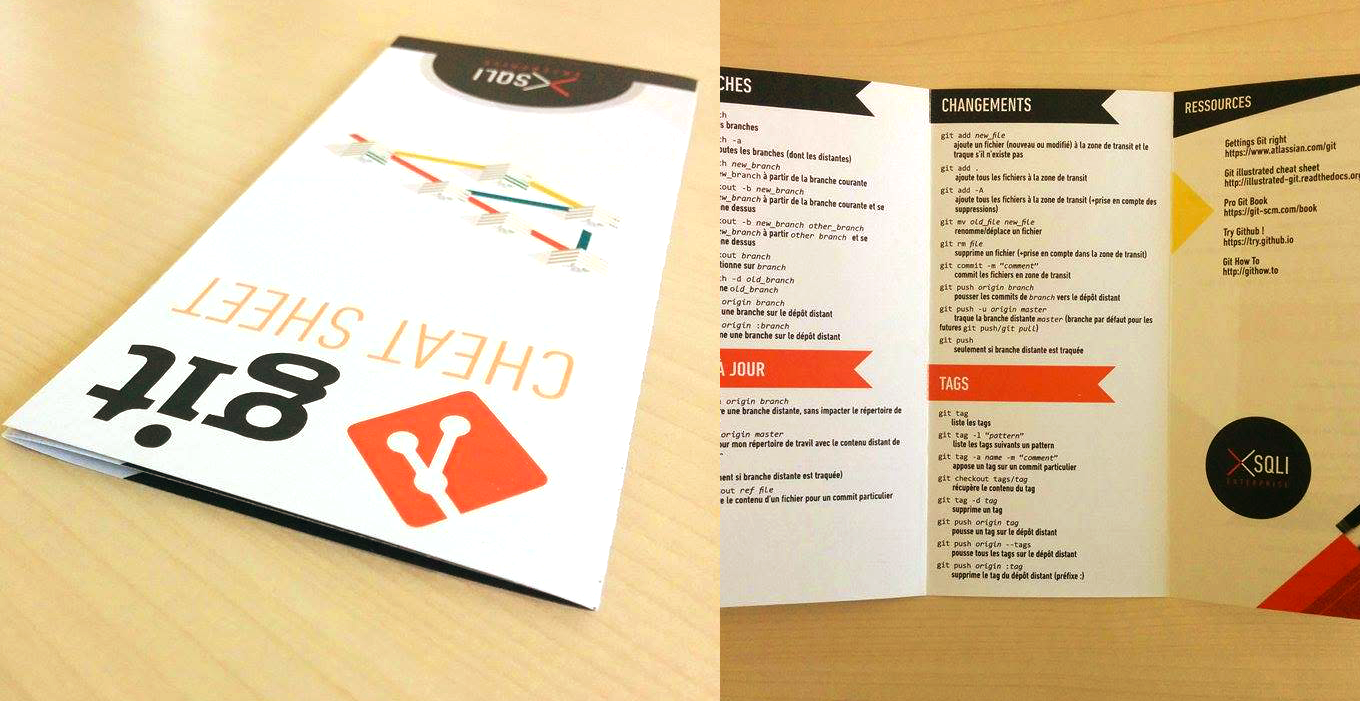 SQLI
ENTERPRISE
CHEAT SHEET
git
CHES
ch
s branches
ch -a
outes les branches (dont les distantes)
ch new_branch
ew_branch à partir de la branche courante
out -b new_branch
ew_branch à partir de la branche courante et se
ne dessus
out -b new_branch other_branch
ew_branch à partir other branch et se
ne dessus
out branch
tionne sur branch
ch -d old_branch
ne old_branch
origin branch
une branche sur le dépôt distant
origin :branch
ne une branche sur le dépôt distant
À JOUR
origin branch
re une branche distante, sans impacter le répertoire de
origin master
our mon répertoire de travil avec le contenu distant de
ment si branche distante est traquée)
out ref file
e le contenu d'un fichier pour un commit particulier
CHANGEMENTS
git add new_file
ajoute un fichier (nouveau ou modifié) à la zone de transit et le
traque s'il n'existe pas
git add .
ajoute tous les fichiers à la zone de transit
git add -A
ajoute tous les fichiers à la zone de transit (+prise en compte des
suppressions)
git mv old_file new_file
renomme/déplace un fichier
git rm file
supprime un fichier (+prise en compte dans la zone de transit)
git commit -m "comment"
commit les fichiers en zone de transit
git push origin branch
pousser les commits de branch vers le dépôt distant
git push -u origin master
traque la branche distante master (branche par défaut pour les
futures git push/git pull)
git push
seulement si branche distante est traquée
TAGS
git tag
liste les tags
git tag -l "pattern"
liste les tags suivants un pattern
git tag -a name -m "comment"
appose un tag sur un commit particulier
git checkout tags/tag
récupère le contenu du tag
git tag -d tag
supprime un tag
git push origin tag
pousse un tag sur le dépôt distant
git push origin --tags
pousse tous les tags sur le dépôt distant
git push origin :tag
supprime le tag du dépôt distant (préfixe :)
RESSOURCES
Gettings Git right
https://www.atlassian.com/git
Git illustrated cheat sheet
http://illustrated-git.readthedocs.org
Pro Git Book
https://git-scm.com/book
Try Github !
https://try.github.io
Git How To
http://githow.to
SQLI
ENTERPRISE